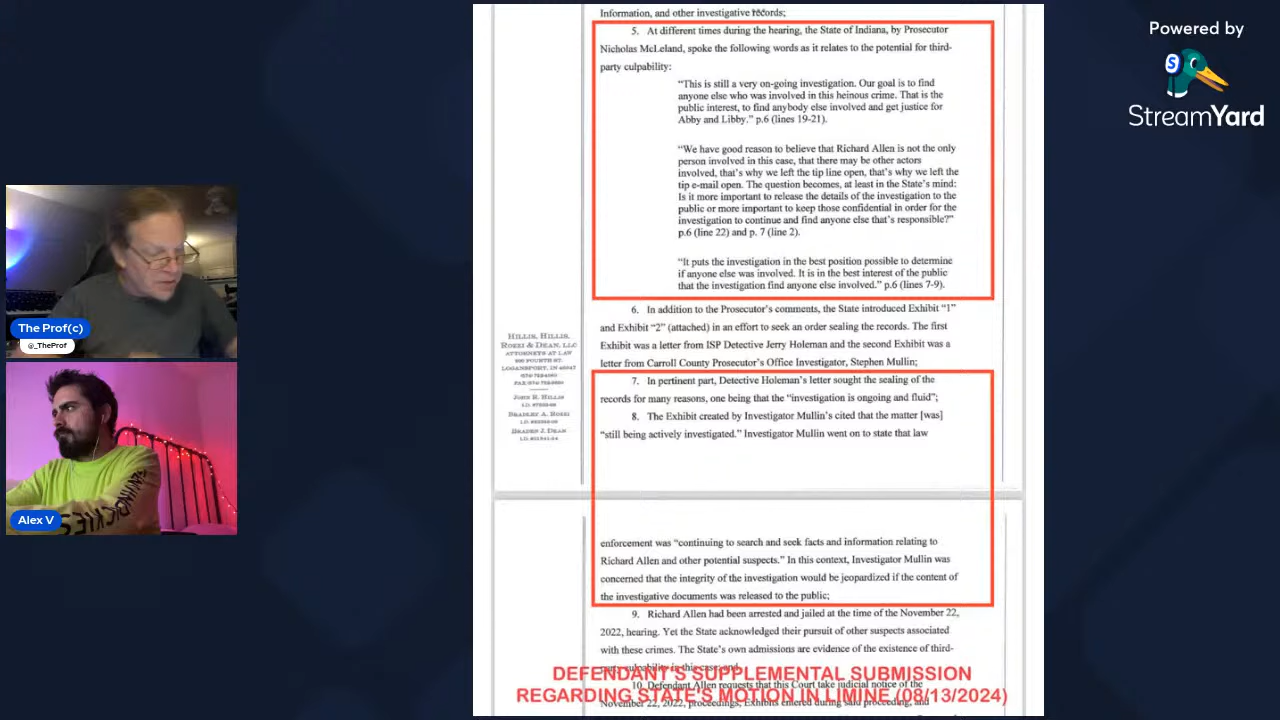 Powered by
S
StreamYard
The Prof(c)
@_TheProf
Alex V
Information, and other investigative records;
5. At different times during the hearing, the State of Indiana, by Prosecutor
Nicholas McLeland, spoke the following words as it relates to the potential for third-
party culpability:
“This is still a very on-going investigation. Our goal is to find
anyone else who was involved in this heinous crime. That is the
public interest, to find anybody else involved and get justice for
Abby and Libby.” p.6 (lines 19-21).
“We have good reason to believe that Richard Allen is not the only
person involved in this case, that there may be other actors
involved, that’s why we left the tip line open, that’s why we left the
tip e-mail open. The question becomes, at least in the State’s mind:
Is it more important to release the details of the investigation to the
public or more important to keep those confidential in order for the
investigation to continue and find anyone else that’s responsible?”
p.6 (line 22) and p. 7 (line 2).
“It puts the investigation in the best position possible to determine
if anyone else was involved. It is in the best interest of the public
that the investigation find anyone else involved.” p.6 (lines 7-9).
6. In addition to the Prosecutor’s comments, the State introduced Exhibit “1”
and Exhibit “2” (attached) in an effort to seek an order sealing the records. The first
Exhibit was a letter from ISP Detective Jerry Holeman and the second Exhibit was a
letter from Carroll County Prosecutor’s Office Investigator, Stephen Mullin;
HILLIS, HILLIS,
ROZZI & DEAN, LLC
ATTORNEYS AT LAW
FOURTH ST.
LOGANSPORT, IN 46947
JOHN R. HILLIS
BRADLEY A. ROZZI
BRADEN J. DEAN
7. In pertinent part, Detective Holeman’s letter sought the sealing of the
records for many reasons, one being that the “investigation is ongoing and fluid”;
8. The Exhibit created by Investigator Mullin’s cited that the matter [was]
“still being actively investigated.” Investigator Mullin went on to state that law
enforcement was “continuing to search and seek facts and information relating to
Richard Allen and other potential suspects.” In this context, Investigator Mullin was
concerned that the integrity of the investigation would be jeopardized if the content of
the investigative documents was released to the public;
9. Richard Allen had been arrested and jailed at the time of the November 22,
2022, hearing. Yet the State acknowledged their pursuit of other suspects associated
with these crimes. The State’s own admissions are evidence of the existence of third-
party culpability in this case; and
10. Defendant Allen requests that this Court take judicial notice of the
November 22, 2022, proceedings, Exhibits entered during said proceeding, and
DEFENDANT'S SUPPLEMENTAL SUBMISSION
REGARDING STATE'S MOTION IN LIMINE (08/13/2024)